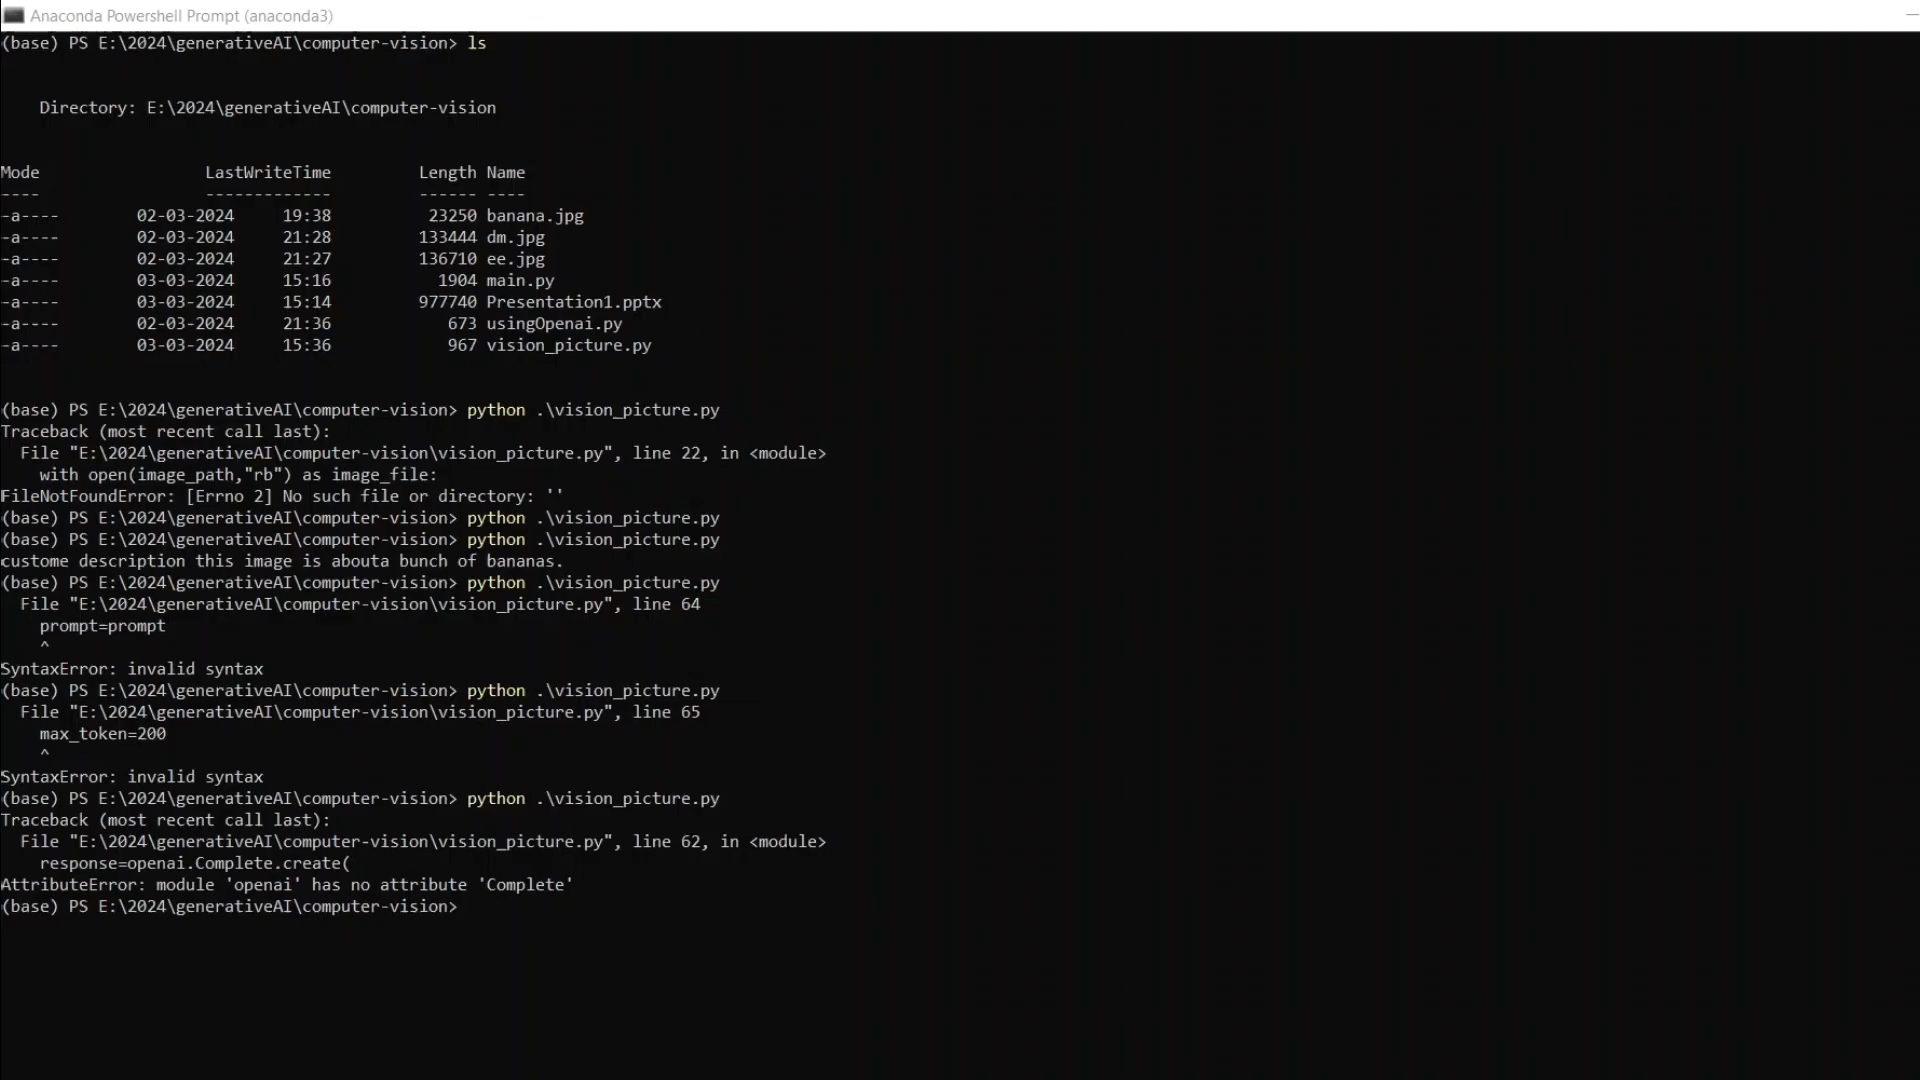 Anaconda Powershell Prompt (anaconda3)
(base) PS E:\2024\generativeAI\computer-vision> ls
Directory: E:\2024\generativeAI\computer-vision
Mode LastWriteTime Length Name
---- ------------- ------ ----
-a---- 02-03-2024 19:38 23250 banana.jpg
-a---- 02-03-2024 21:28 133444 dm.jpg
-a---- 02-03-2024 21:27 136710 ee.jpg
-a---- 03-03-2024 15:16 1904 main.py
-a---- 03-03-2024 15:14 977740 Presentation1.pptx
-a---- 02-03-2024 21:36 673 usingOpenai.py
-a---- 03-03-2024 15:36 967 vision_picture.py
(base) PS E:\2024\generativeAI\computer-vision> python .\vision_picture.py
Traceback (most recent call last):
File "E:\2024\generativeAI\computer-vision\vision_picture.py", line 22, in <module>
with open(image_path,"rb") as image_file:
FileNotFoundError: [Errno 2] No such file or directory: ''
(base) PS E:\2024\generativeAI\computer-vision> python .\vision_picture.py
(base) PS E:\2024\generativeAI\computer-vision> python .\vision_picture.py
custome description this image is abouta bunch of bananas.
(base) PS E:\2024\generativeAI\computer-vision> python .\vision_picture.py
File "E:\2024\generativeAI\computer-vision\vision_picture.py", line 64
prompt=prompt
^
SyntaxError: invalid syntax
(base) PS E:\2024\generativeAI\computer-vision> python .\vision_picture.py
File "E:\2024\generativeAI\computer-vision\vision_picture.py", line 65
max_token=200
^
SyntaxError: invalid syntax
(base) PS E:\2024\generativeAI\computer-vision> python .\vision_picture.py
Traceback (most recent call last):
File "E:\2024\generativeAI\computer-vision\vision_picture.py", line 62, in <module>
response=openai.Complete.create(
AttributeError: module 'openai' has no attribute 'Complete'
(base) PS E:\2024\generativeAI\computer-vision>